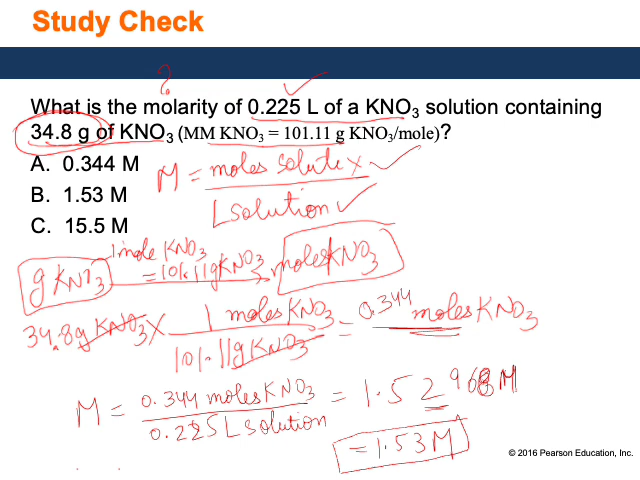 Study Check
?
What is the molarity of 0.225 L of a KNO₃ solution containing
34.8 g of KNO₃ (MM KNO₃ = 101.11 g KNO₃/mole)?
A. 0.344 M
B. 1.53 M
C. 15.5 M
M = moles solute x
L solution
1 mole KNO₃
= 101.11 g KNO₃
g KNO₃
moles KNO₃
34.8 g KNO₃ x 1 moles KNO₃ = 0.344 moles KNO₃
101.11 g KNO₃
M = 0.344 moles KNO₃ = 1.52968 M
0.225 L solution
= 1.53 M
© 2016 Pearson Education, Inc.